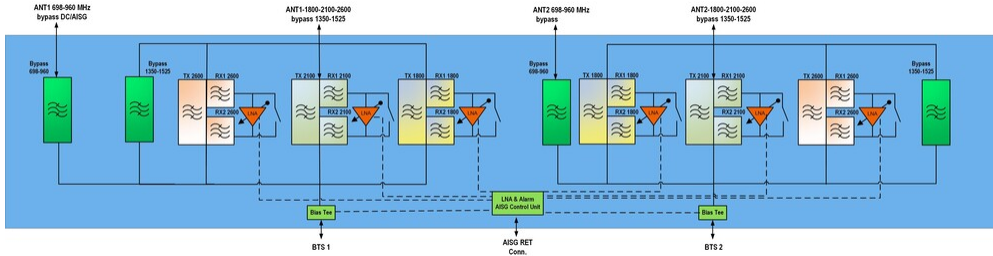 ANT1 698-960 MHz
bypass DC/AISG
ANT1-1800-2100-2600
bypass 1350-1525
ANT2 698-960 MHz
bypass
ANT2-1800-2100-2600
bypass 1350-1525
Bypass
698-960
Bypass
1350-1525
TX 2600
RX1 2600
RX2 2600
LNA
TX 2100
RX1 2100
RX2 2100
LNA
TX 1800
RX1 1800
RX2 1800
LNA
Bypass
698-960
TX 1800
RX1 1800
RX2 1800
LNA
TX 2100
RX1 2100
RX2 2100
LNA
TX 2600
RX1 2600
RX2 2600
LNA
Bypass
1350-1525
Bias Tee
LNA & Alarm
AISG Control Unit
Bias Tee
BTS 1
AISG RET
Conn.
BTS 2